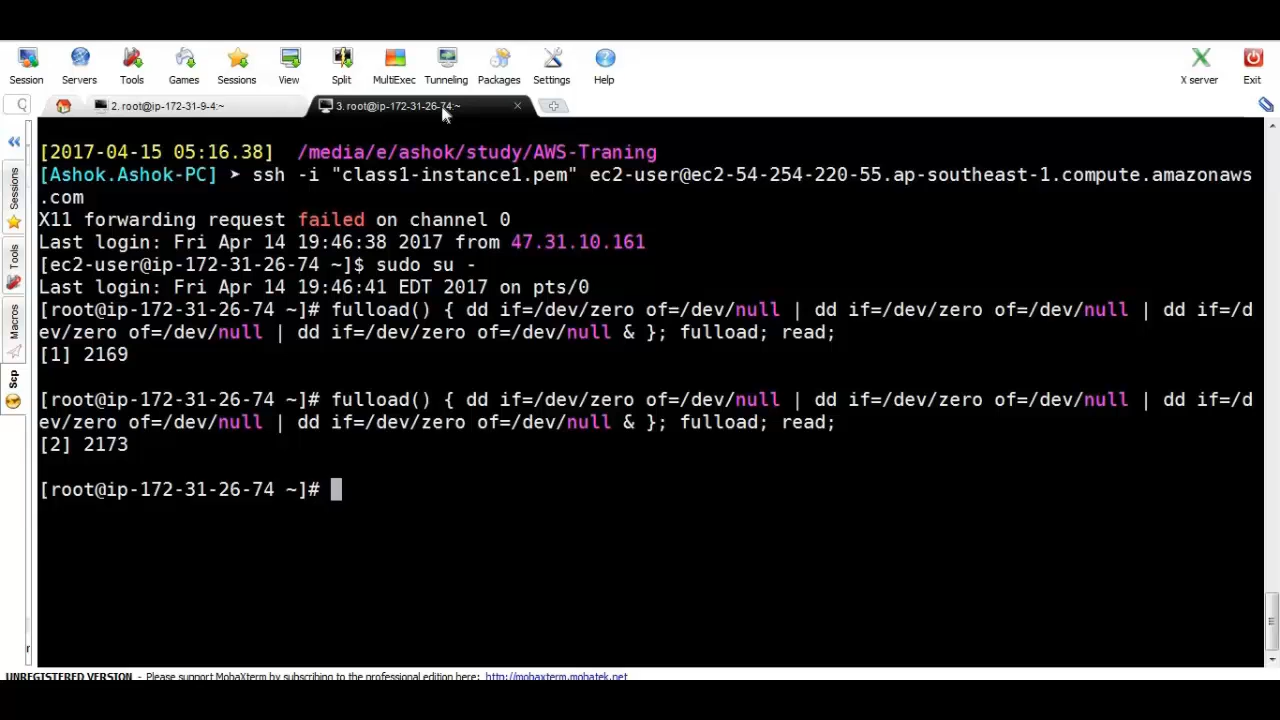 Session Servers Tools Games Sessions View Split MultiExec Tunneling Packages Settings Help X server Exit
2. root@ip-172-31-9-4:~ 3. root@ip-172-31-26-74:~
Sessions
Tools
Macros
Scp
[2017-04-15 05:16.38] /media/e/ashok/study/AWS-Traning
[Ashok.Ashok-PC] ➤ ssh -i "class1-instance1.pem" ec2-user@ec2-54-254-220-55.ap-southeast-1.compute.amazonaws
.com
X11 forwarding request failed on channel 0
Last login: Fri Apr 14 19:46:38 2017 from 47.31.10.161
[ec2-user@ip-172-31-26-74 ~]$ sudo su -
Last login: Fri Apr 14 19:46:41 EDT 2017 on pts/0
[root@ip-172-31-26-74 ~]# fulload() { dd if=/dev/zero of=/dev/null | dd if=/dev/zero of=/dev/null | dd if=/d
ev/zero of=/dev/null | dd if=/dev/zero of=/dev/null & }; fulload; read;
[1] 2169
[root@ip-172-31-26-74 ~]# fulload() { dd if=/dev/zero of=/dev/null | dd if=/dev/zero of=/dev/null | dd if=/d
ev/zero of=/dev/null | dd if=/dev/zero of=/dev/null & }; fulload; read;
[2] 2173
[root@ip-172-31-26-74 ~]#
UNREGISTERED VERSION - Please support MobaXterm by subscribing to the professional edition here: http://mobaxterm.mobatek.net